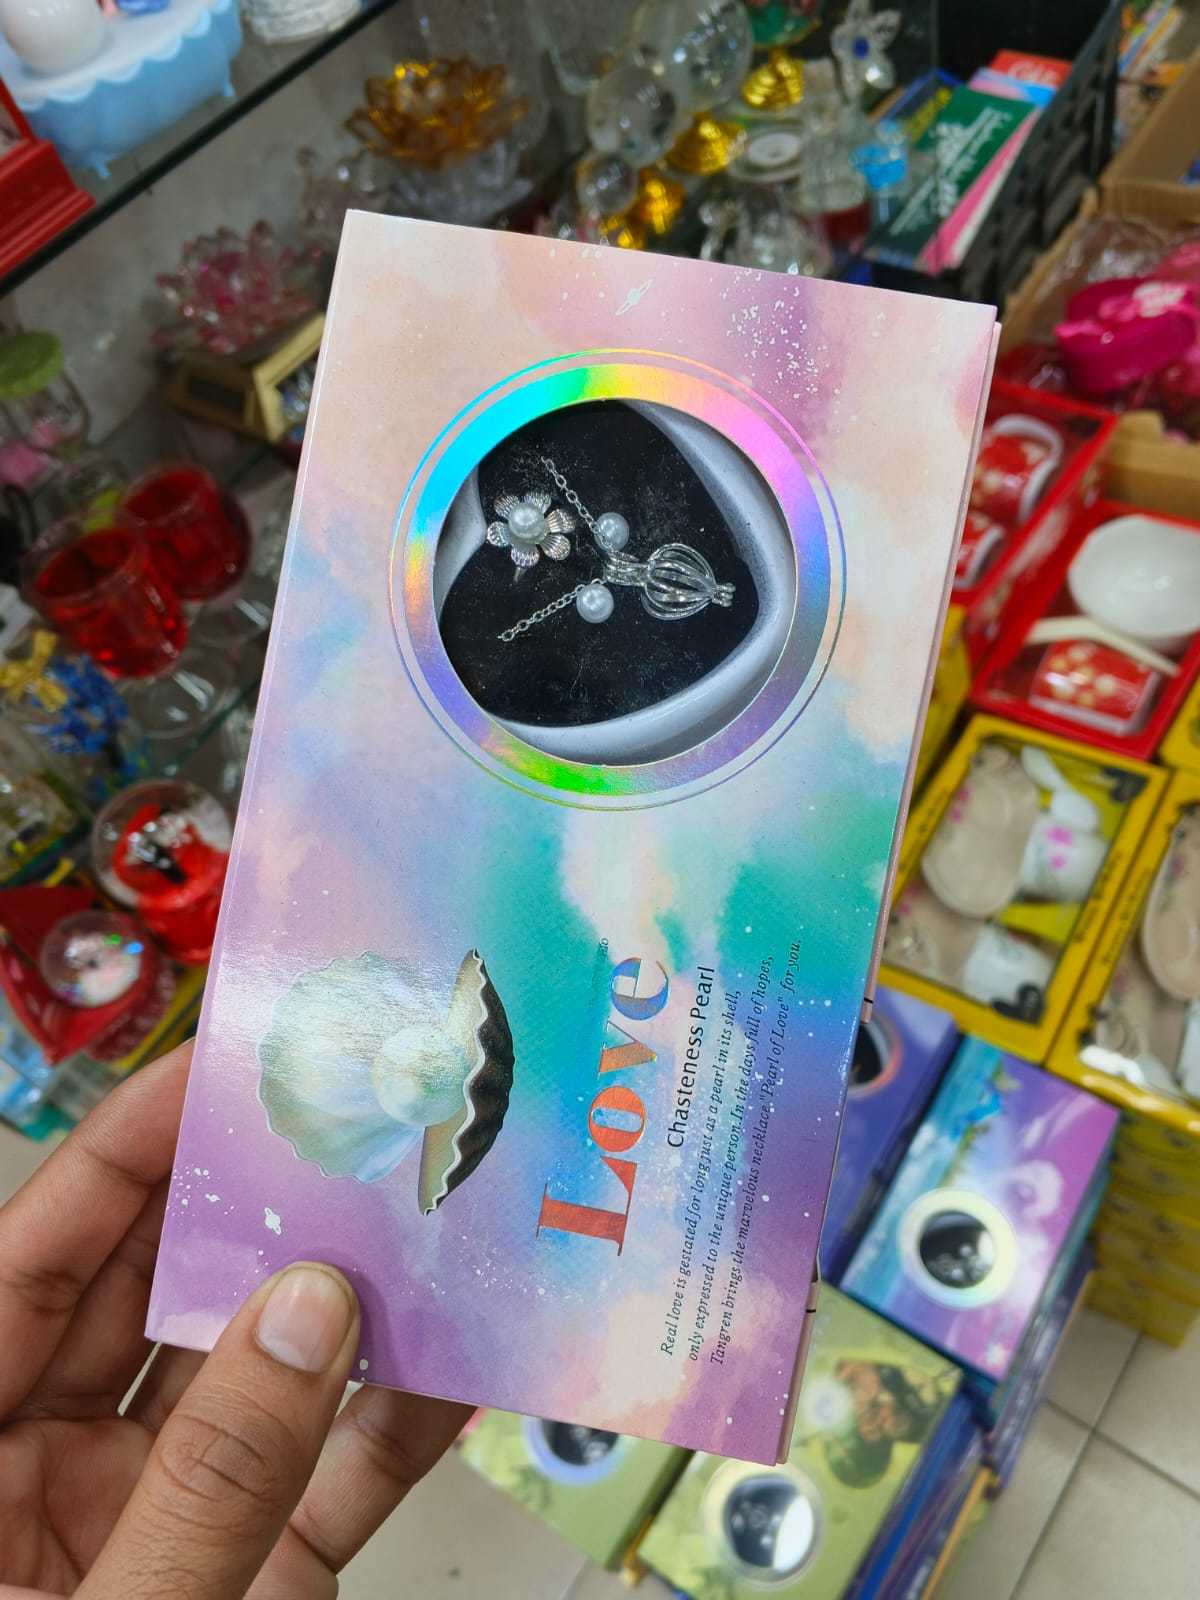 Love
Chasteness Pearl
Real love is gestated for long just as a pearl in its shell,
only expressed to the unique person.In the days full of hopes,
Tangren brings the marvelous necklace "Pearl of Love" for you.